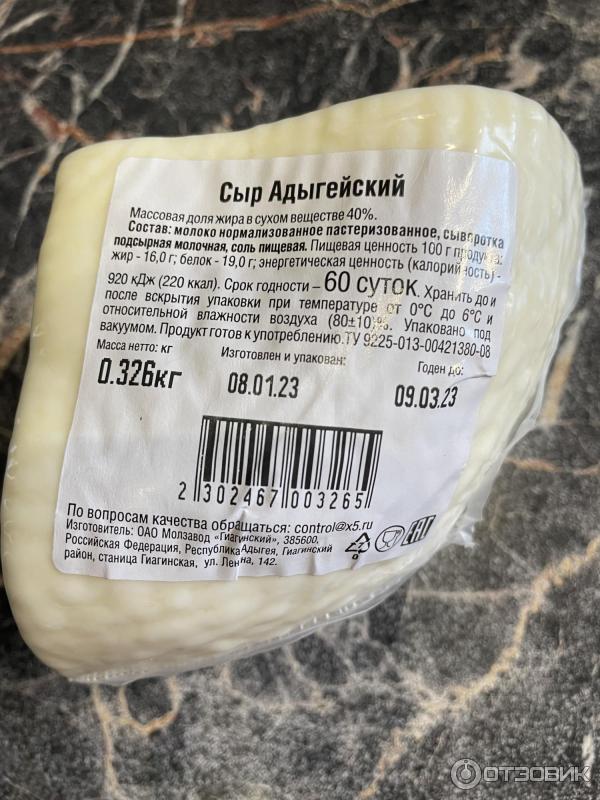 Сыр Адыгейский
Массовая доля жира в сухом веществе 40%.
Состав: молоко нормализованное пастеризованное, сыворотка
подсырная молочная, соль пищевая. Пищевая ценность 100 г продукта:
жир - 16,0 г; белок - 19,0 г; энергетическая ценность (калорийность) -
920 кДж (220 ккал). Срок годности – 60 суток. Хранить до и
после вскрытия упаковки при температуре от 0°С до 6°С и
относительной влажности воздуха (80±10)%. Упаковано под
вакуумом. Продукт готов к употреблению. ТУ 9225-013-00421380-08
Масса нетто: кг Изготовлен и упакован: Годен до:
0.326кг 08.01.23 09.03.23
2 302467 003265
По вопросам качества обращаться: control@x5.ru
Изготовитель: ОАО Молзавод «Гиагинский», 385600,
Российская Федерация, Республика Адыгея, Гиагинский
район, станица Гиагинская, ул. Ленина, 142.
EAC
ОТЗОВИК